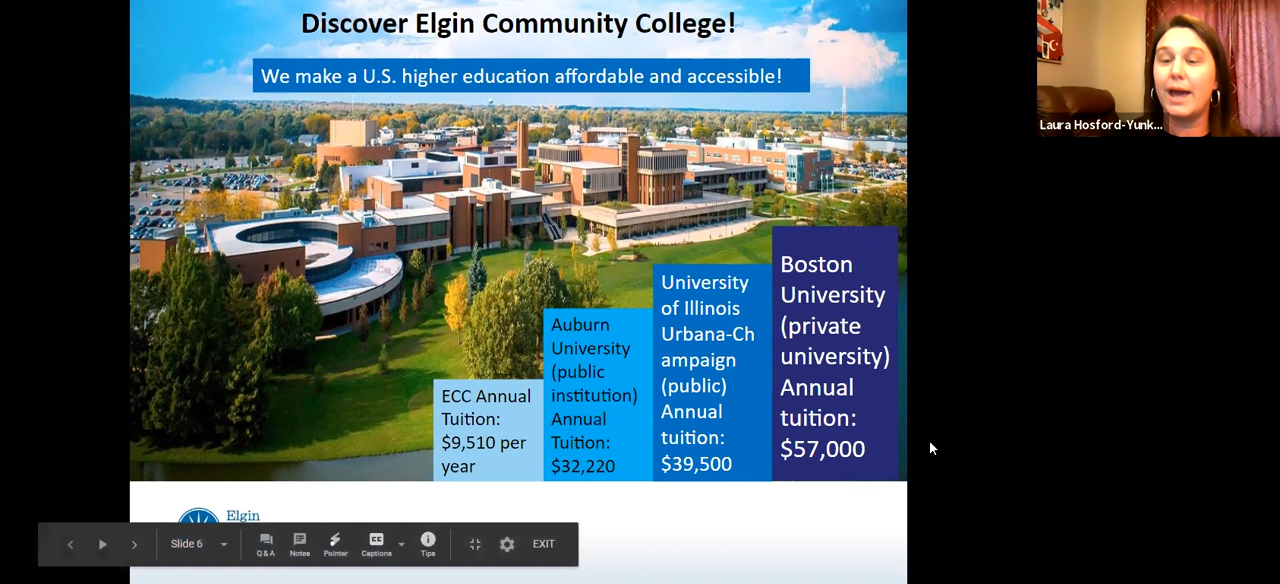 Discover Elgin Community College!
We make a U.S. higher education affordable and accessible!
Laura Hosford-Yunk...
ECC Annual
Tuition:
$9,510 per
year
Auburn
University
(public
institution)
Annual
Tuition:
$32,220
University
of Illinois
Urbana-Ch
ampaign
(public)
Annual
tuition:
$39,500
Boston
University
(private
university)
Annual
tuition:
$57,000
Elgin
Slide 6
Q & A
Notes
Pointer
Captions
Tips
EXIT